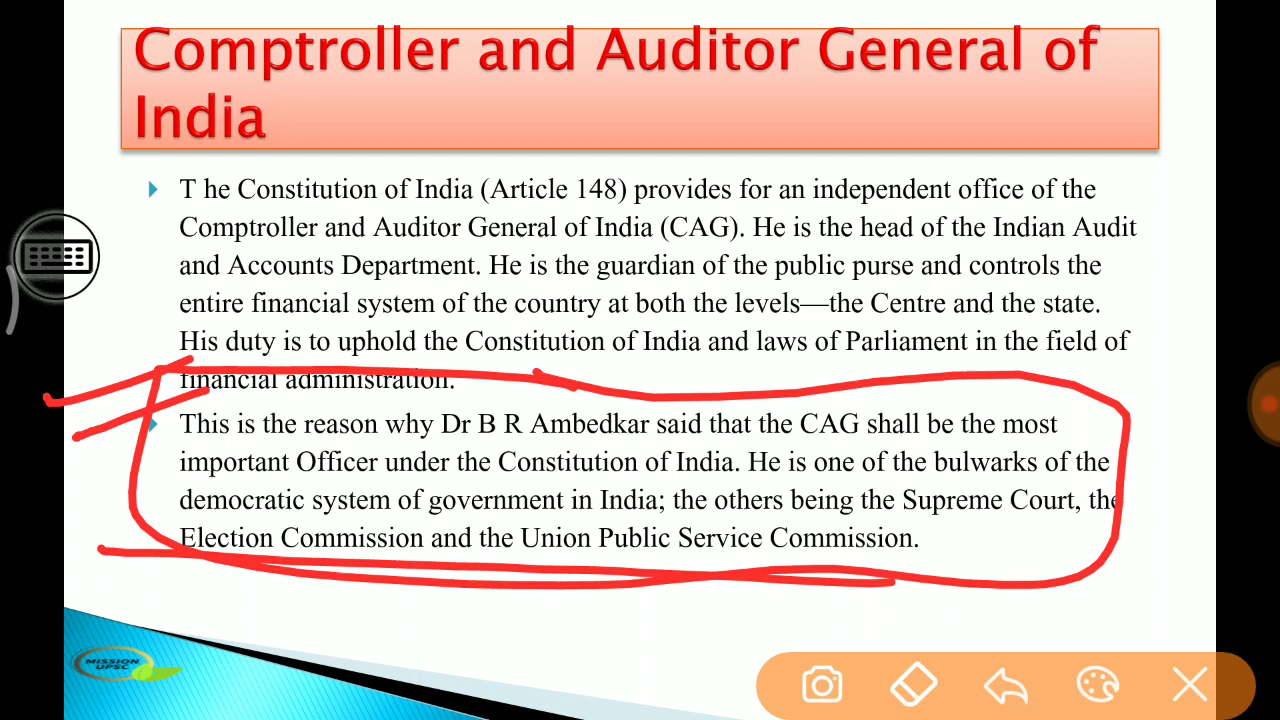 Comptroller and Auditor General of
India
T he Constitution of India (Article 148) provides for an independent office of the
Comptroller and Auditor General of India (CAG). He is the head of the Indian Audit
and Accounts Department. He is the guardian of the public purse and controls the
entire financial system of the country at both the levels—the Centre and the state.
His duty is to uphold the Constitution of India and laws of Parliament in the field of
financial administration.
This is the reason why Dr B R Ambedkar said that the CAG shall be the most
important Officer under the Constitution of India. He is one of the bulwarks of the
democratic system of government in India; the others being the Supreme Court, the
Election Commission and the Union Public Service Commission.
MISSION
UPSC